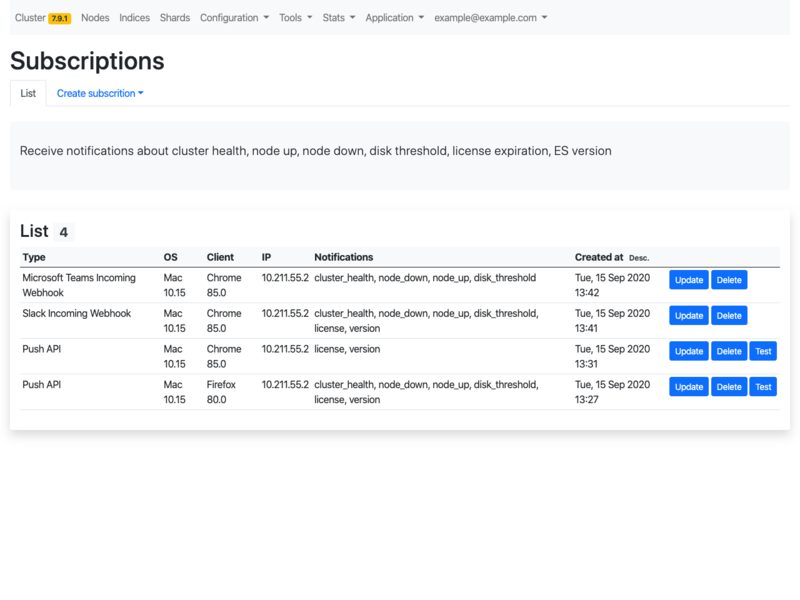 Cluster 7.9.1 Nodes Indices Shards Configuration Tools Stats Application example@example.com
Subscriptions
List Create subscrition
Receive notifications about cluster health, node up, node down, disk threshold, license expiration, ES version
List 4
Type OS Client IP Notifications Created at Desc.
Microsoft Teams Incoming Mac Chrome 10.211.55.2 cluster_health, node_down, node_up, disk_threshold Tue, 15 Sep 2020 Update Delete
Webhook 10.15 85.0 13:42
Slack Incoming Webhook Mac Chrome 10.211.55.2 cluster_health, node_down, node_up, disk_threshold, Tue, 15 Sep 2020 Update Delete
10.15 85.0 license, version 13:41
Push API Mac Chrome 10.211.55.2 license, version Tue, 15 Sep 2020 Update Delete Test
10.15 85.0 13:31
Push API Mac Firefox 10.211.55.2 cluster_health, node_down, node_up, disk_threshold, Tue, 15 Sep 2020 Update Delete Test
10.15 80.0 license, version 13:27